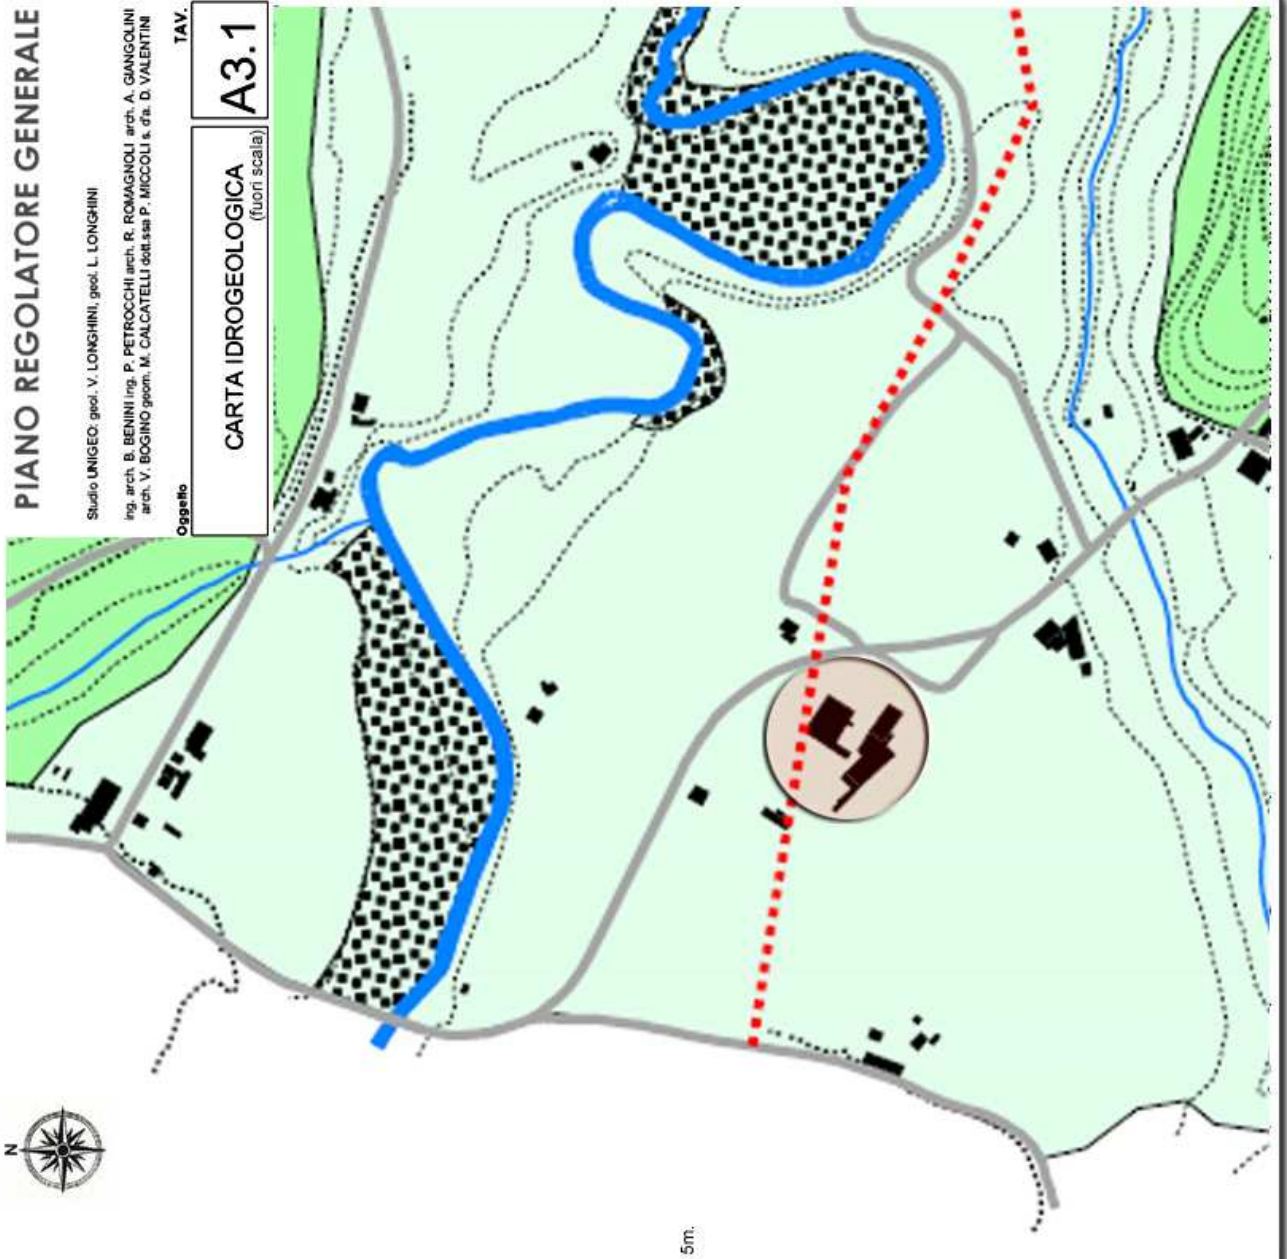 PIANO REGOLATORE GENERALE
Studio UNIGEO: geol. V. LONGHINI, geol. L. LONGHINI
ing. arch. B. BENINI ing. P. PETROCCHI arch. R. ROMAGNOLI arch. A. GIANGOLINI
arch. V. BOGINO geom. M. CALCATELLI dott.ssa P. MICCOLI s. d'a. D. VALENTINI
Oggetto
TAV.
CARTA IDROGEOLOGICA
(fuori scala)
A3.1
N
5m.